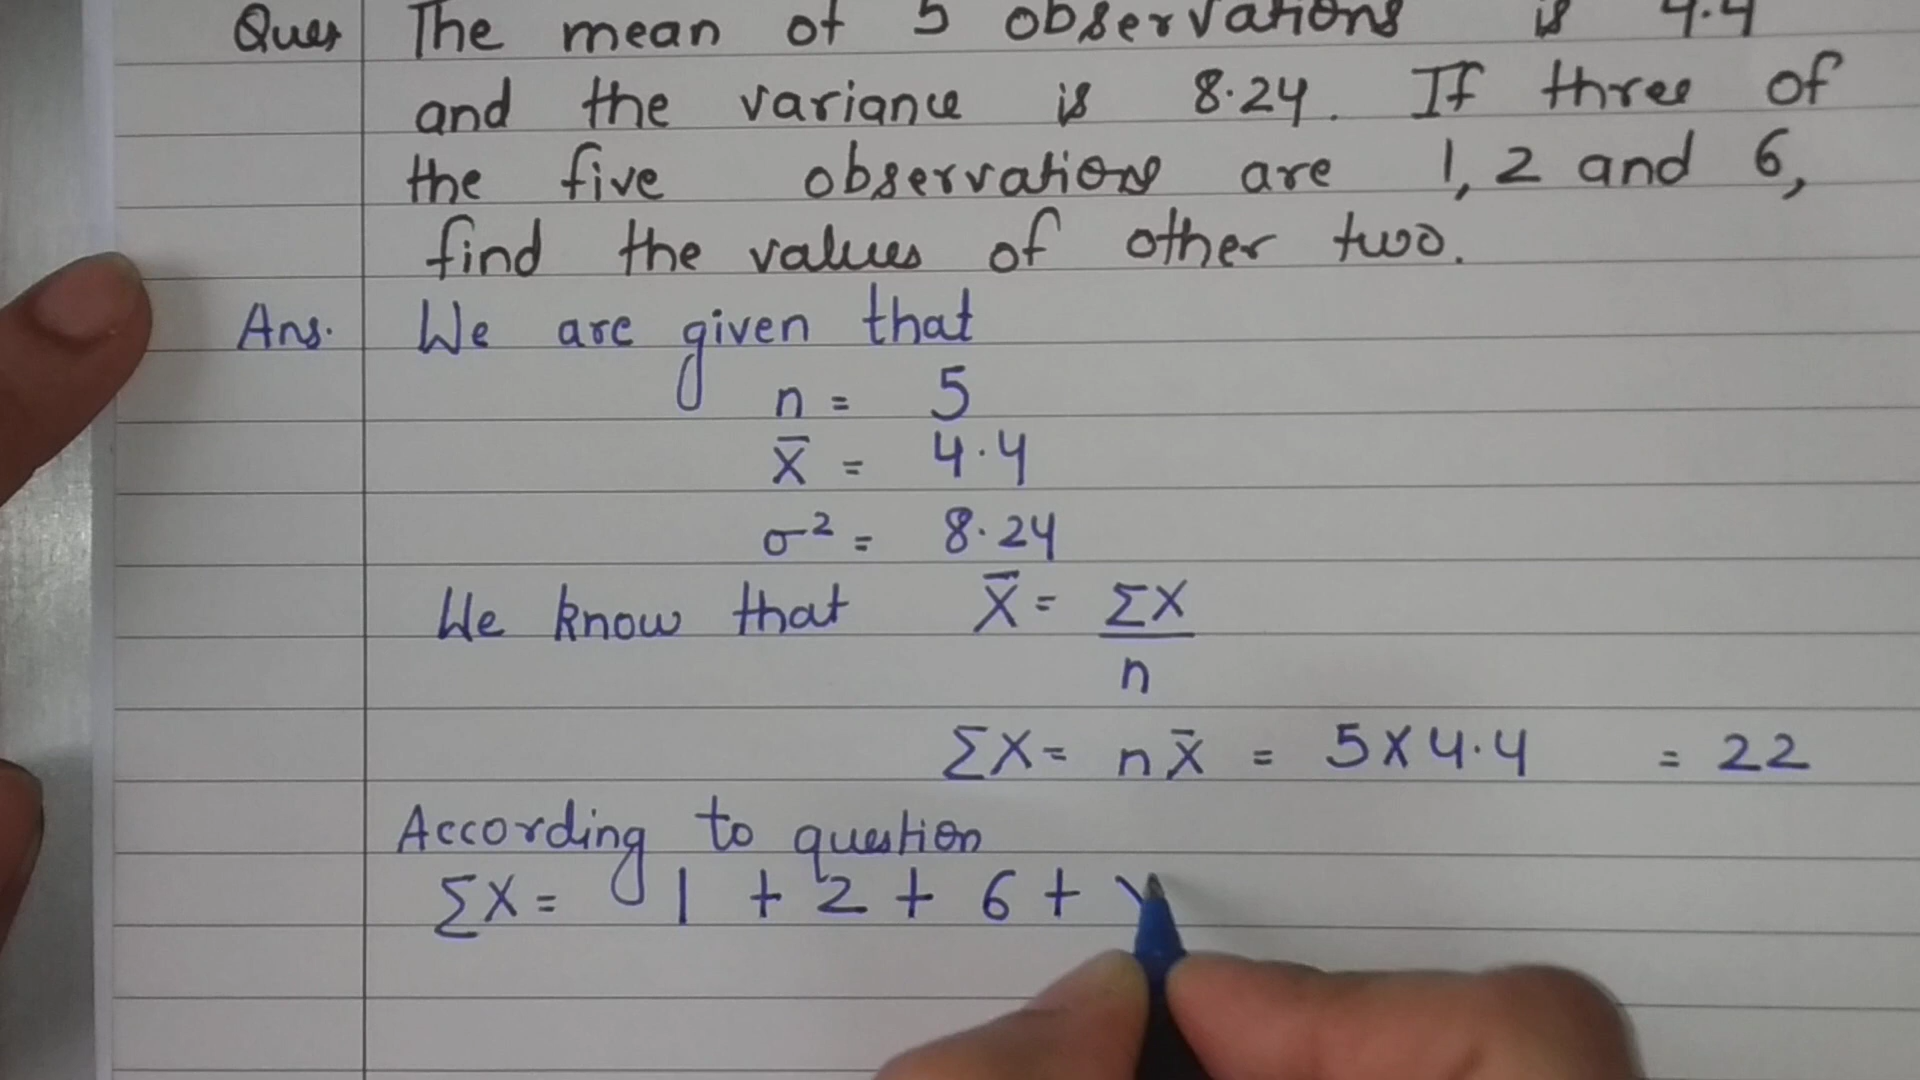 Ques The mean of 5 observations is 4.4
and the variance is 8.24. If three of
the five observations are 1, 2 and 6,
find the values of other two.
Ans. We are given that
n = 5
X̄ = 4.4
σ² = 8.24
We know that X̄ = ΣX
n
ΣX = nX̄ = 5X4.4 = 22
According to question
ΣX = 1 + 2 + 6 +